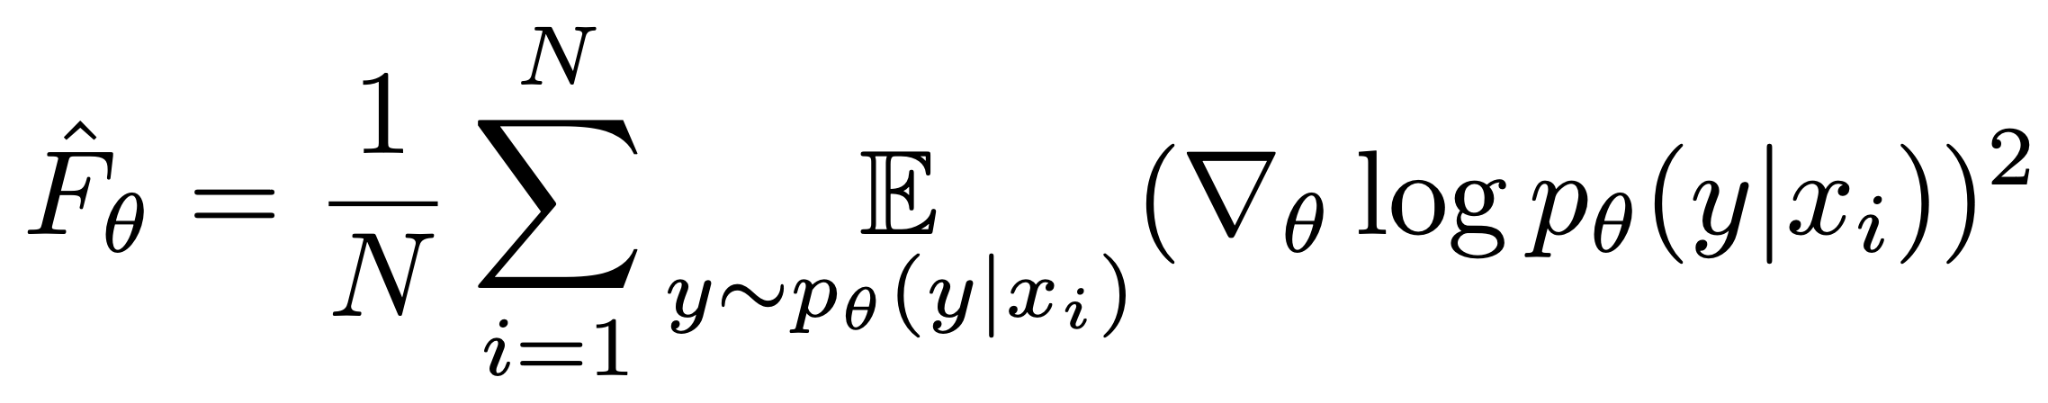 $\hat{F}_\theta = \frac{1}{N} \sum_{i=1}^{N} \mathop{\mathbb{E}}_{y \sim p_\theta(y|x_i)} (\nabla_\theta \log p_\theta(y|x_i))^2$